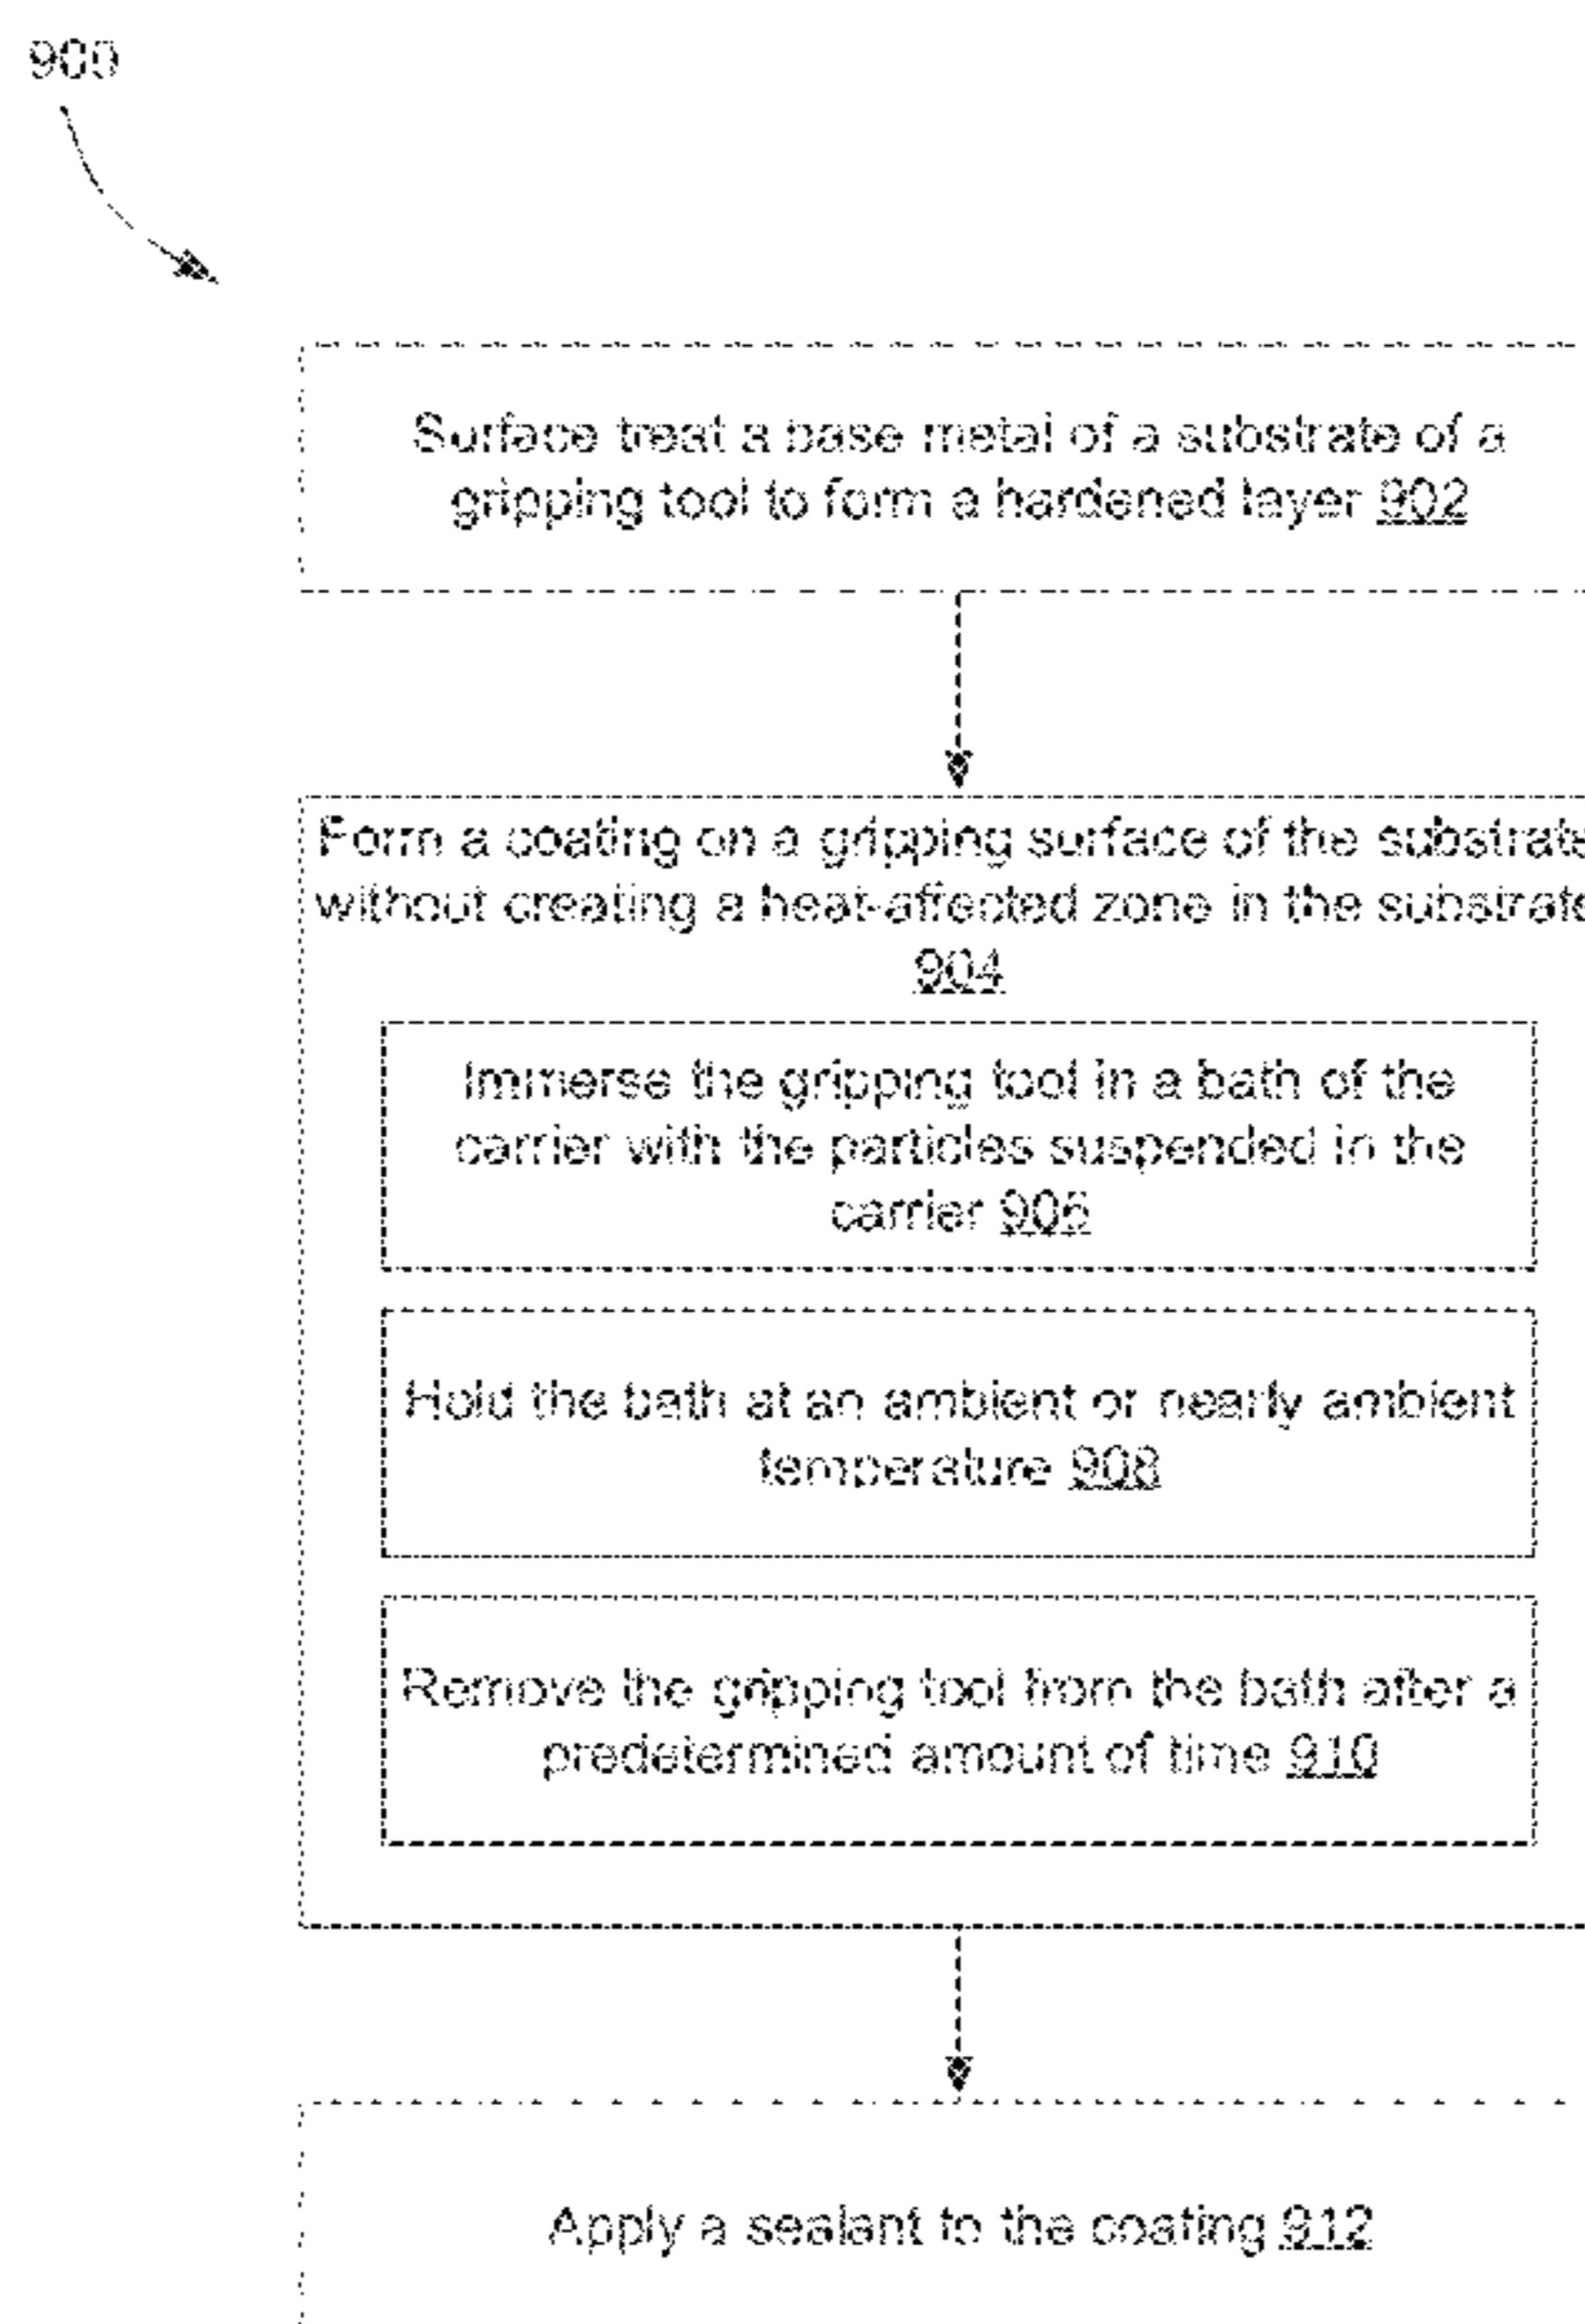 900
Surface treat a base metal of a substrate of a
gripping tool to form a hardened layer 902
Form a coating on a gripping surface of the substrate
without creating a heat-affected zone in the substrate
904
Immerse the gripping tool in a bath of the
carrier with the particles suspended in the
carrier 906
Hold the bath at an ambient or nearly ambient
temperature 908
Remove the gripping tool from the bath after a
predetermined amount of time 910
Apply a sealant to the coating 912